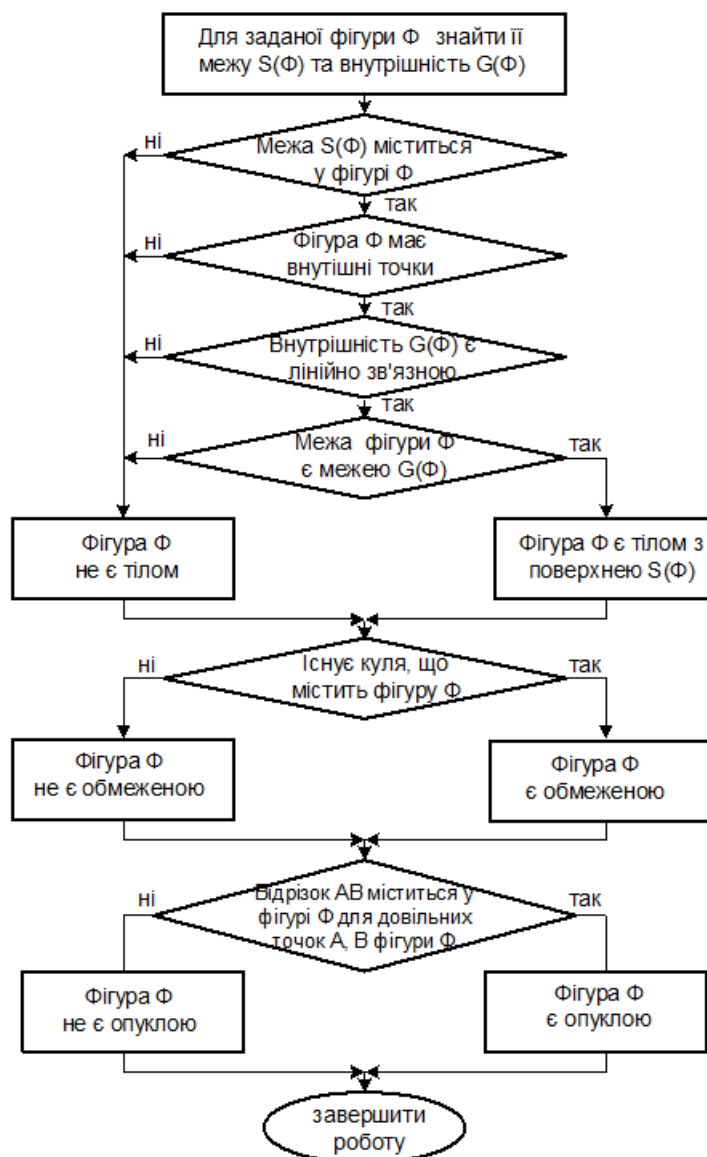 Для заданої фігури Ф знайти її
межу S(Ф) та внутрішність G(Ф)
ні
Межа S(Ф) міститься
у фігурі Ф
так
ні
Фігура Ф має
внутішні точки
так
ні
Внутрішність G(Ф) є
лінійно зв'язною
так
ні
Межа фігури Ф
є межею G(Ф)
так
Фігура Ф
не є тілом
Фігура Ф є тілом з
поверхнею S(Ф)
ні
Існує куля, що
містить фігуру Ф
так
Фігура Ф
не є обмеженою
Фігура Ф
є обмеженою
ні
Відрізок АВ міститься у
фігурі Ф для довільних
точок А, В фігури Ф
так
Фігура Ф
не є опуклою
Фігура Ф
є опуклою
завершити
роботу